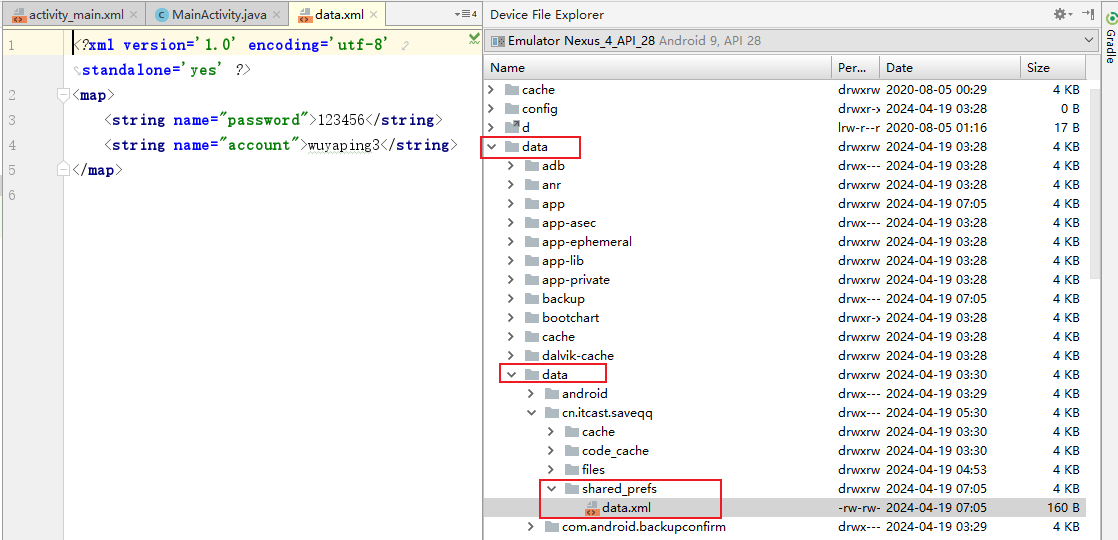 activity_main.xml MainActivity.java data.xml 4
1 <?xml version='1.0' encoding='utf-8'
standalone='yes' ?>
2 <map>
3 <string name="password">123456</string>
4 <string name="account">wuyaping3</string>
5 </map>
6
Device File Explorer
Emulator Nexus_4_API_28 Android 9, API 28
Name Per... Date Size
cache drwxrw 2020-08-05 00:29 4 KB
config drwxr-x 2024-04-19 03:28 0 B
d lrw-r--r 2020-08-05 01:16 17 B
data drwxrw 2024-04-19 03:28 4 KB
adb drwx--- 2024-04-19 03:28 4 KB
anr drwxrw 2024-04-19 03:28 4 KB
app drwxrw 2024-04-19 07:05 4 KB
app-asec drwx--- 2024-04-19 03:28 4 KB
app-ephemeral drwxrw 2024-04-19 03:28 4 KB
app-lib drwxrw 2024-04-19 03:28 4 KB
app-private drwxrw 2024-04-19 03:28 4 KB
backup drwx--- 2024-04-19 07:05 4 KB
bootchart drwxr-x 2024-04-19 03:28 4 KB
cache drwxrw 2024-04-19 03:28 4 KB
dalvik-cache drwxrw 2024-04-19 03:28 4 KB
data drwxrw 2024-04-19 03:30 4 KB
android drwx--- 2024-04-19 03:29 4 KB
cn.itcast.saveqq drwx--- 2024-04-19 05:30 4 KB
cache drwxrw 2024-04-19 03:30 4 KB
code_cache drwxrw 2024-04-19 03:30 4 KB
files drwxrw 2024-04-19 04:53 4 KB
shared_prefs drwxrw 2024-04-19 07:05 4 KB
data.xml -rw-rw- 2024-04-19 07:05 160 B
com.android.backupconfirm drwx--- 2024-04-19 03:29 4 KB
Gradle